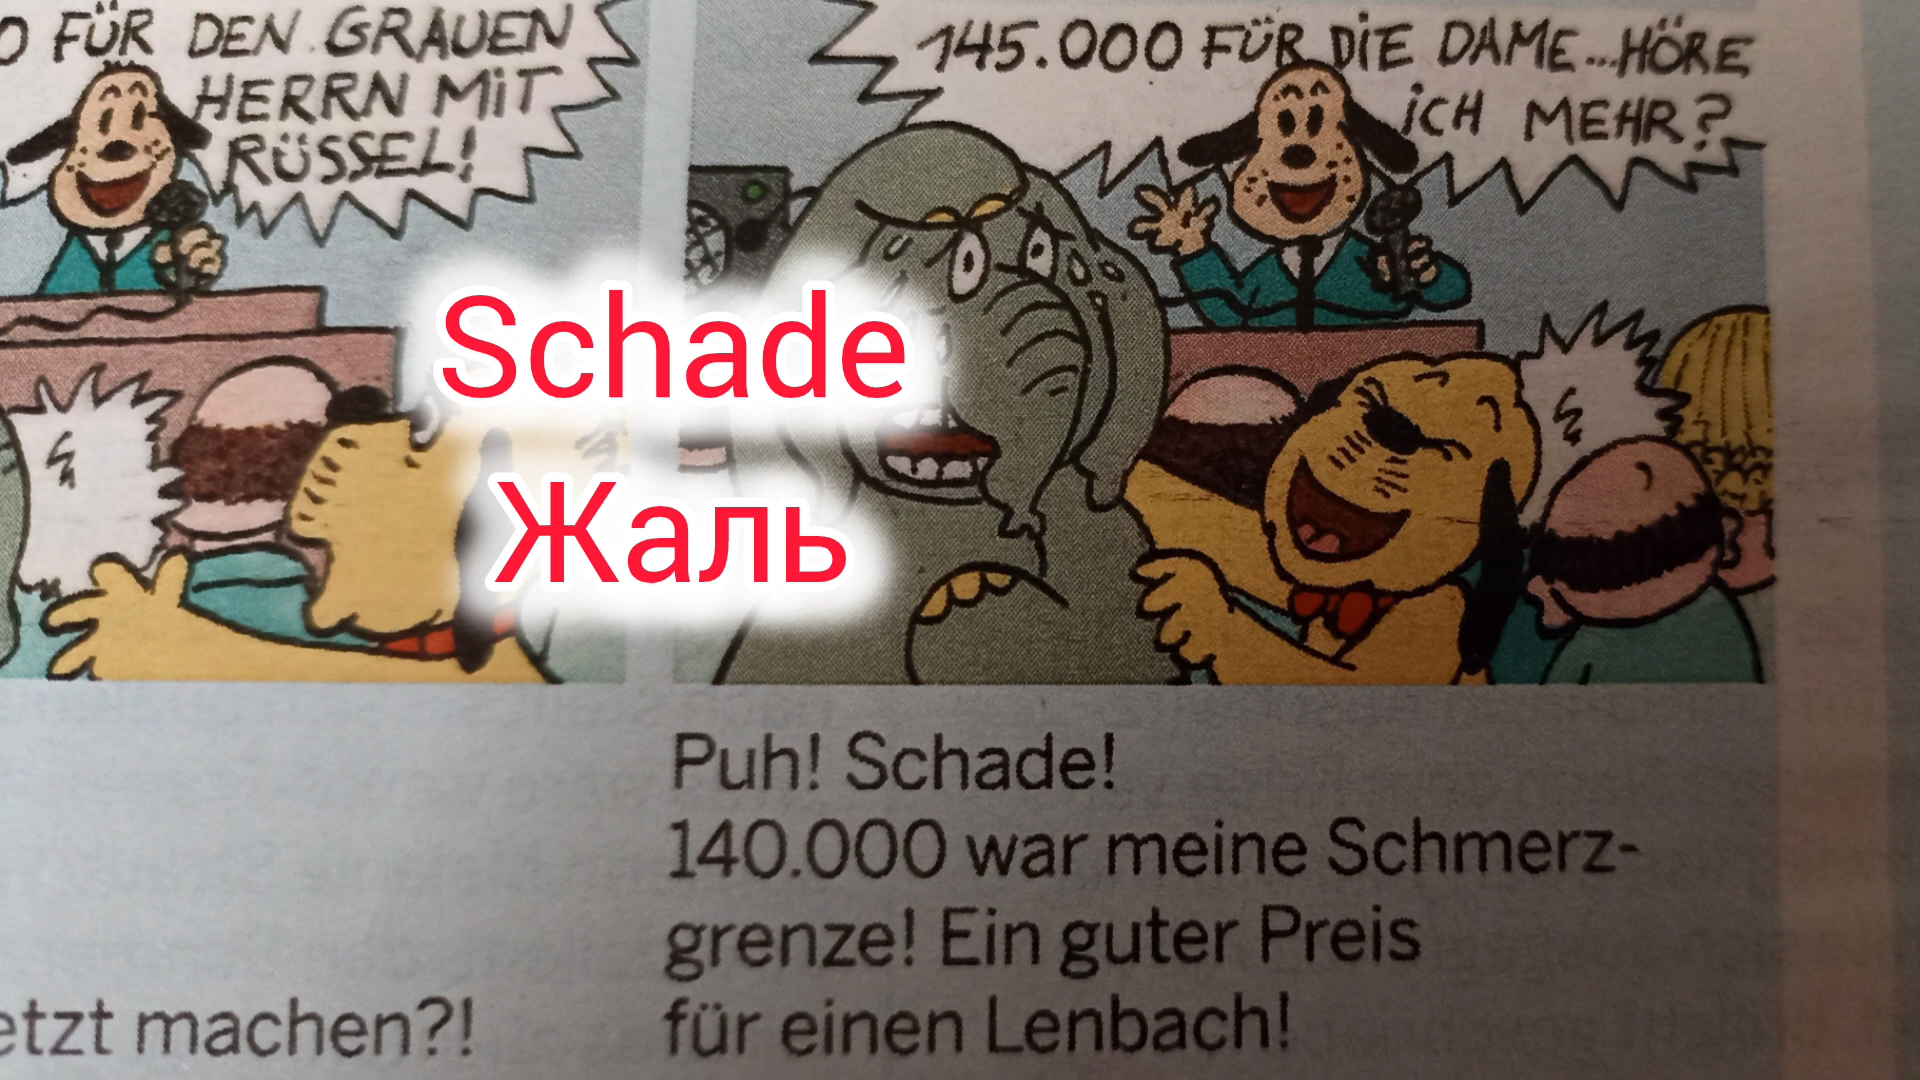 FÜR DEN GRAUEN
HERRN MIT
RÜSSEL!
145.000 FÜR DIE DAME...HÖRE
ICH MEHR?
Schade
Жаль
machen?!
Puh! Schade!
140.000 war meine Schmerz-
grenze! Ein guter Preis
für einen Lenbach!